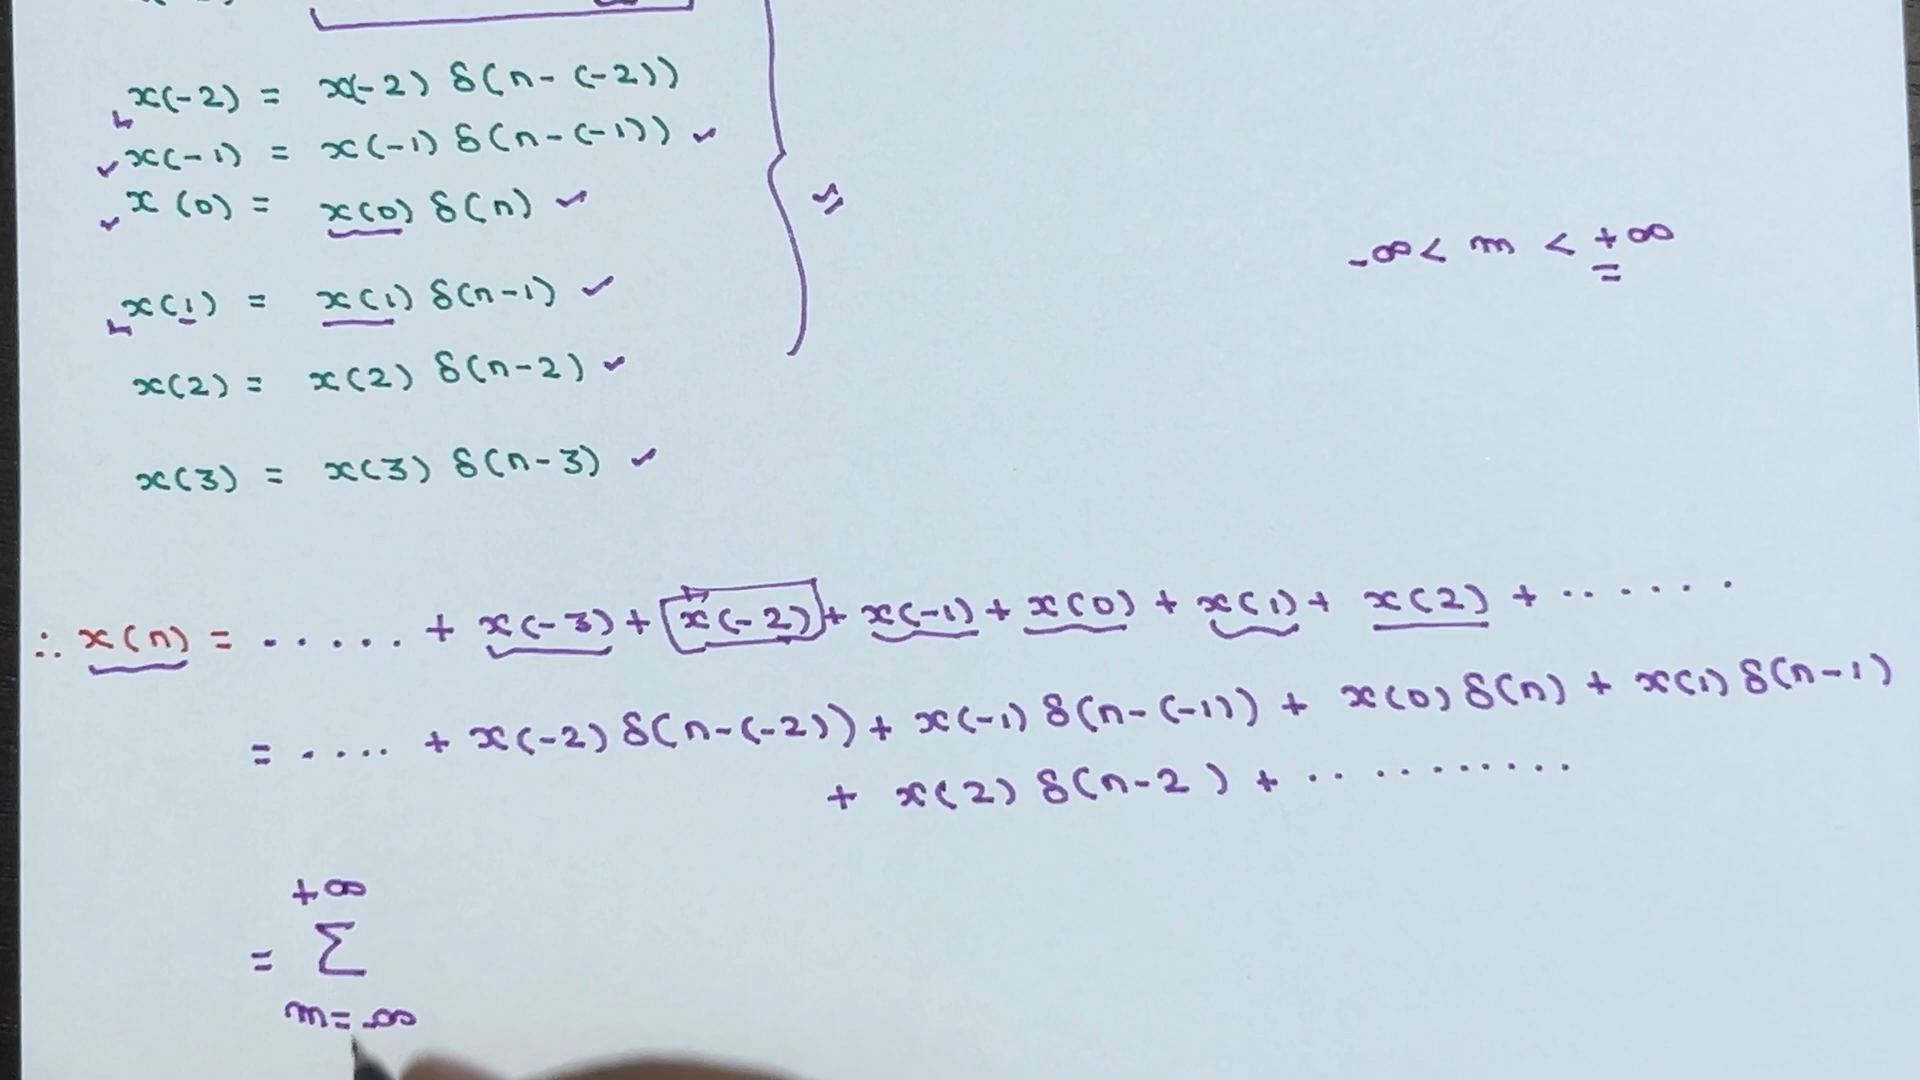 x(-2) = x(-2) δ(n-(-2))
x(-1) = x(-1) δ(n-(-1)) ✓
x(0) = x(0) δ(n) ✓
-∞ < m < +∞
x(1) = x(1) δ(n-1) ✓
x(2) = x(2) δ(n-2) ✓
x(3) = x(3) δ(n-3) ✓
∴ x(n) = ..... + x(-3) + x(-2) + x(-1) + x(0) + x(1) + x(2) + ......
= .... + x(-2) δ(n-(-2)) + x(-1) δ(n-(-1)) + x(0) δ(n) + x(1) δ(n-1)
+ x(2) δ(n-2) + ..........
+∞
= Σ
m=-∞